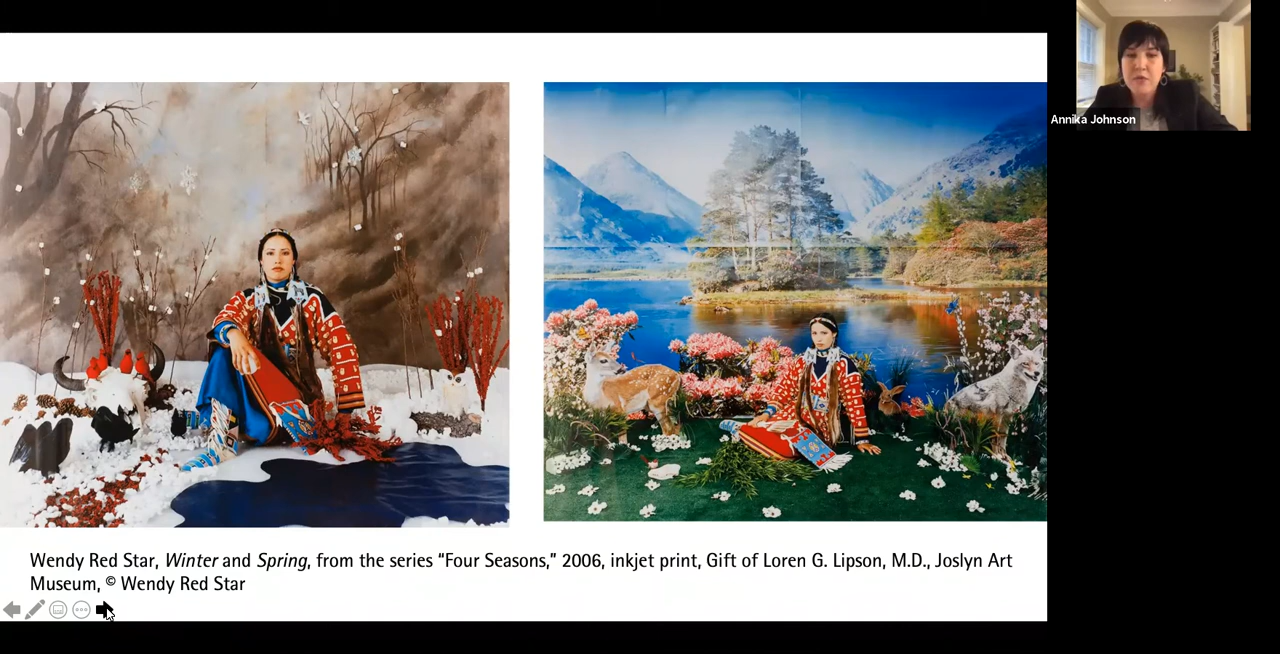 Annika Johnson
Wendy Red Star, Winter and Spring, from the series “Four Seasons,” 2006, inkjet print, Gift of Loren G. Lipson, M.D., Joslyn Art
Museum, © Wendy Red Star